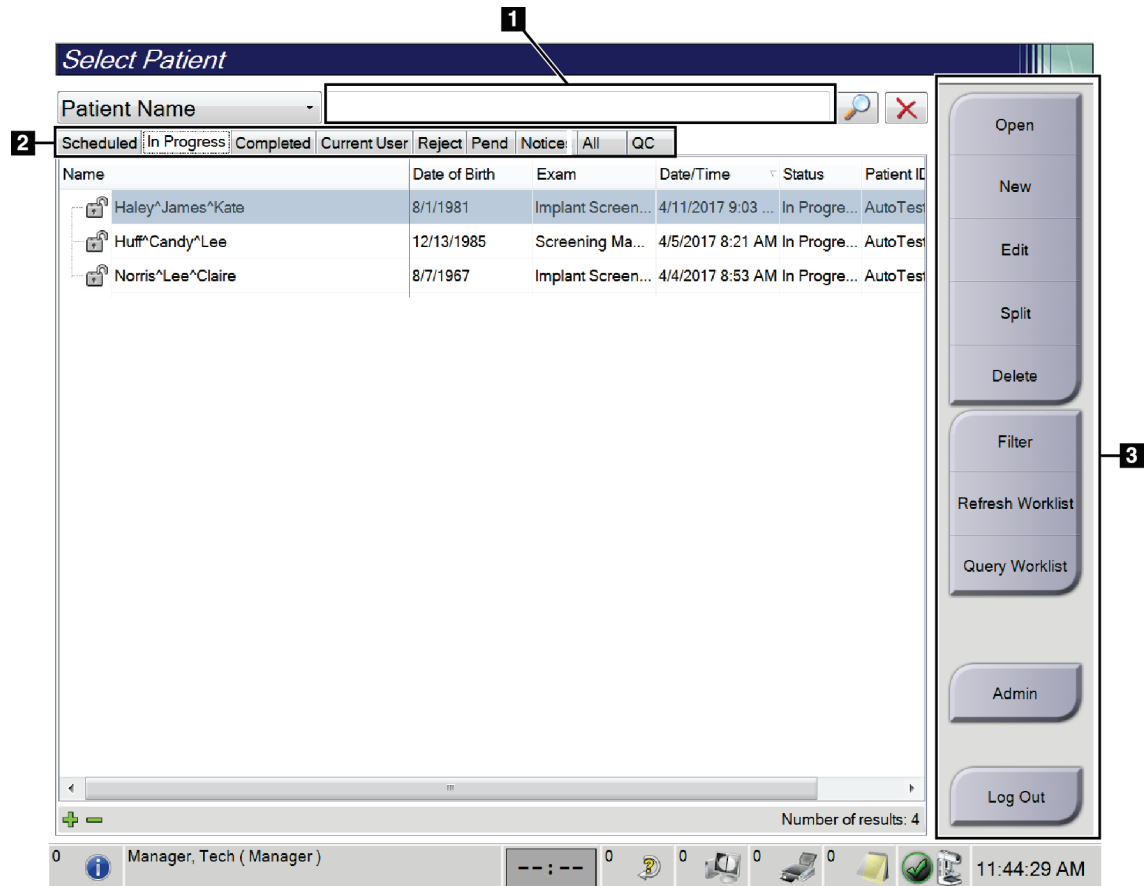 1
Select Patient
Patient Name
2
Scheduled In Progress Completed Current User Reject Pend Notice: All QC
Name Date of Birth Exam Date/Time Status Patient ID
Haley^James^Kate 8/1/1981 Implant Screen... 4/11/2017 9:03 ... In Progre... AutoTest
Huff^Candy^Lee 12/13/1985 Screening Ma... 4/5/2017 8:21 AM In Progre... AutoTest
Norris^Lee^Claire 8/7/1967 Implant Screen... 4/4/2017 8:53 AM In Progre... AutoTest
Number of results: 4
Open
New
Edit
Split
Delete
Filter
Refresh Worklist
Query Worklist
Admin
Log Out
3
0 Manager, Tech ( Manager ) --:-- 0 0 0 0 11:44:29 AM